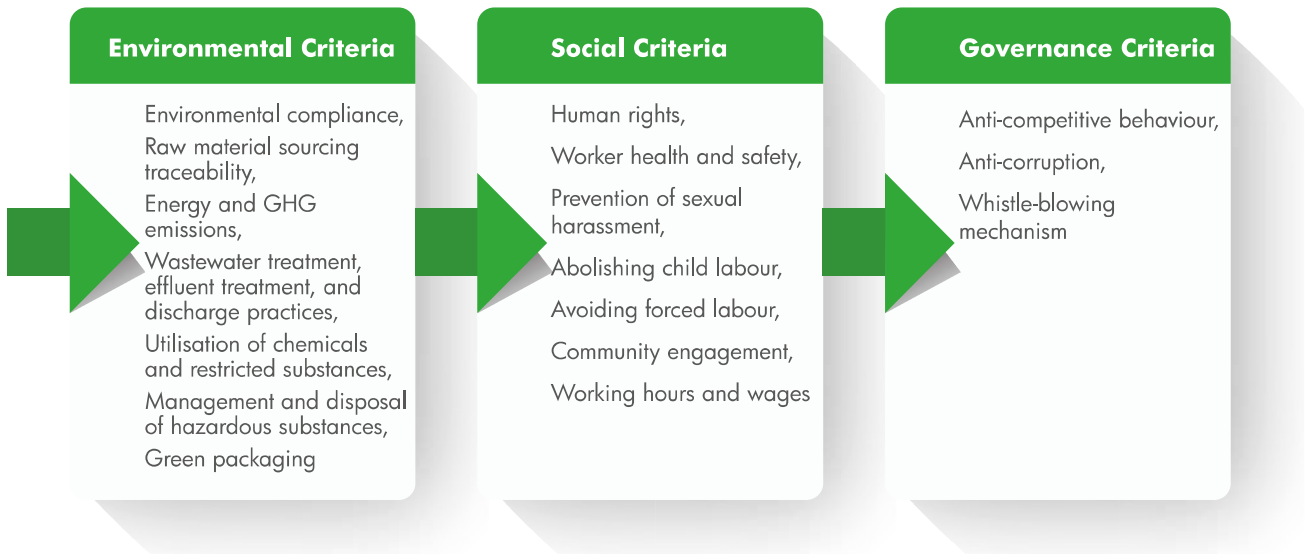 Environmental Criteria
Environmental compliance,
Raw material sourcing
traceability,
Energy and GHG
emissions,
Wastewater treatment,
effluent treatment, and
discharge practices,
Utilisation of chemicals
and restricted substances,
Management and disposal
of hazardous substances,
Green packaging
Social Criteria
Human rights,
Worker health and safety,
Prevention of sexual
harassment,
Abolishing child labour,
Avoiding forced labour,
Community engagement,
Working hours and wages
Governance Criteria
Anti-competitive behaviour,
Anti-corruption,
Whistle-blowing
mechanism